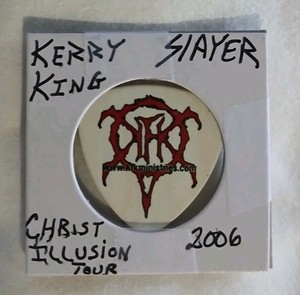 KERRY SLAYER
KING
CHRIST
ILLUSION
TOUR
2006